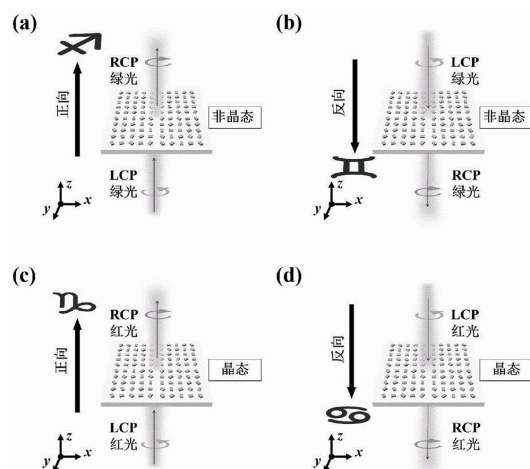 (a)
RCP
绿光
正向
非晶态
LCP
绿光
z
y
x
(b)
LCP
绿光
反向
非晶态
RCP
绿光
z
y
x
(c)
RCP
红光
正向
晶态
LCP
红光
z
y
x
(d)
LCP
红光
反向
晶态
RCP
红光
z
y
x